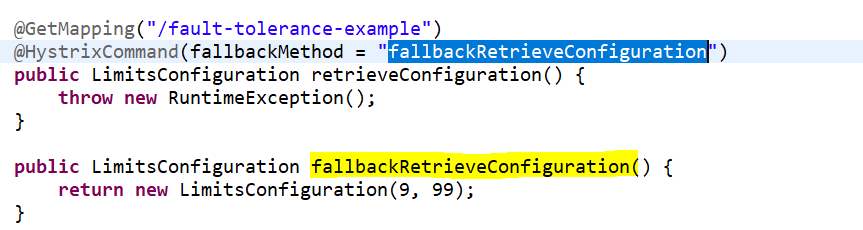 @GetMapping("/fault-tolerance-example")
@HystrixCommand(fallbackMethod = "fallbackRetrieveConfiguration")
public LimitsConfiguration retrieveConfiguration() {
    throw new RuntimeException();
}

public LimitsConfiguration fallbackRetrieveConfiguration() {
    return new LimitsConfiguration(9, 99);
}